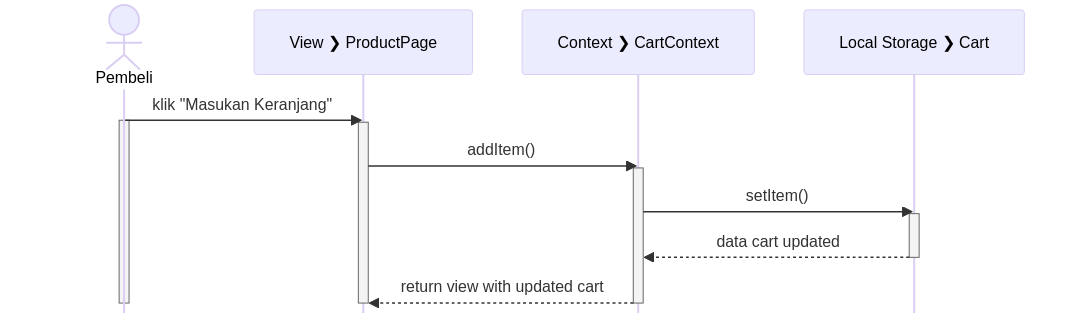 Pembeli
View ❯ ProductPage
Context ❯ CartContext
Local Storage ❯ Cart
klik "Masukan Keranjang"
addItem()
setItem()
data cart updated
return view with updated cart